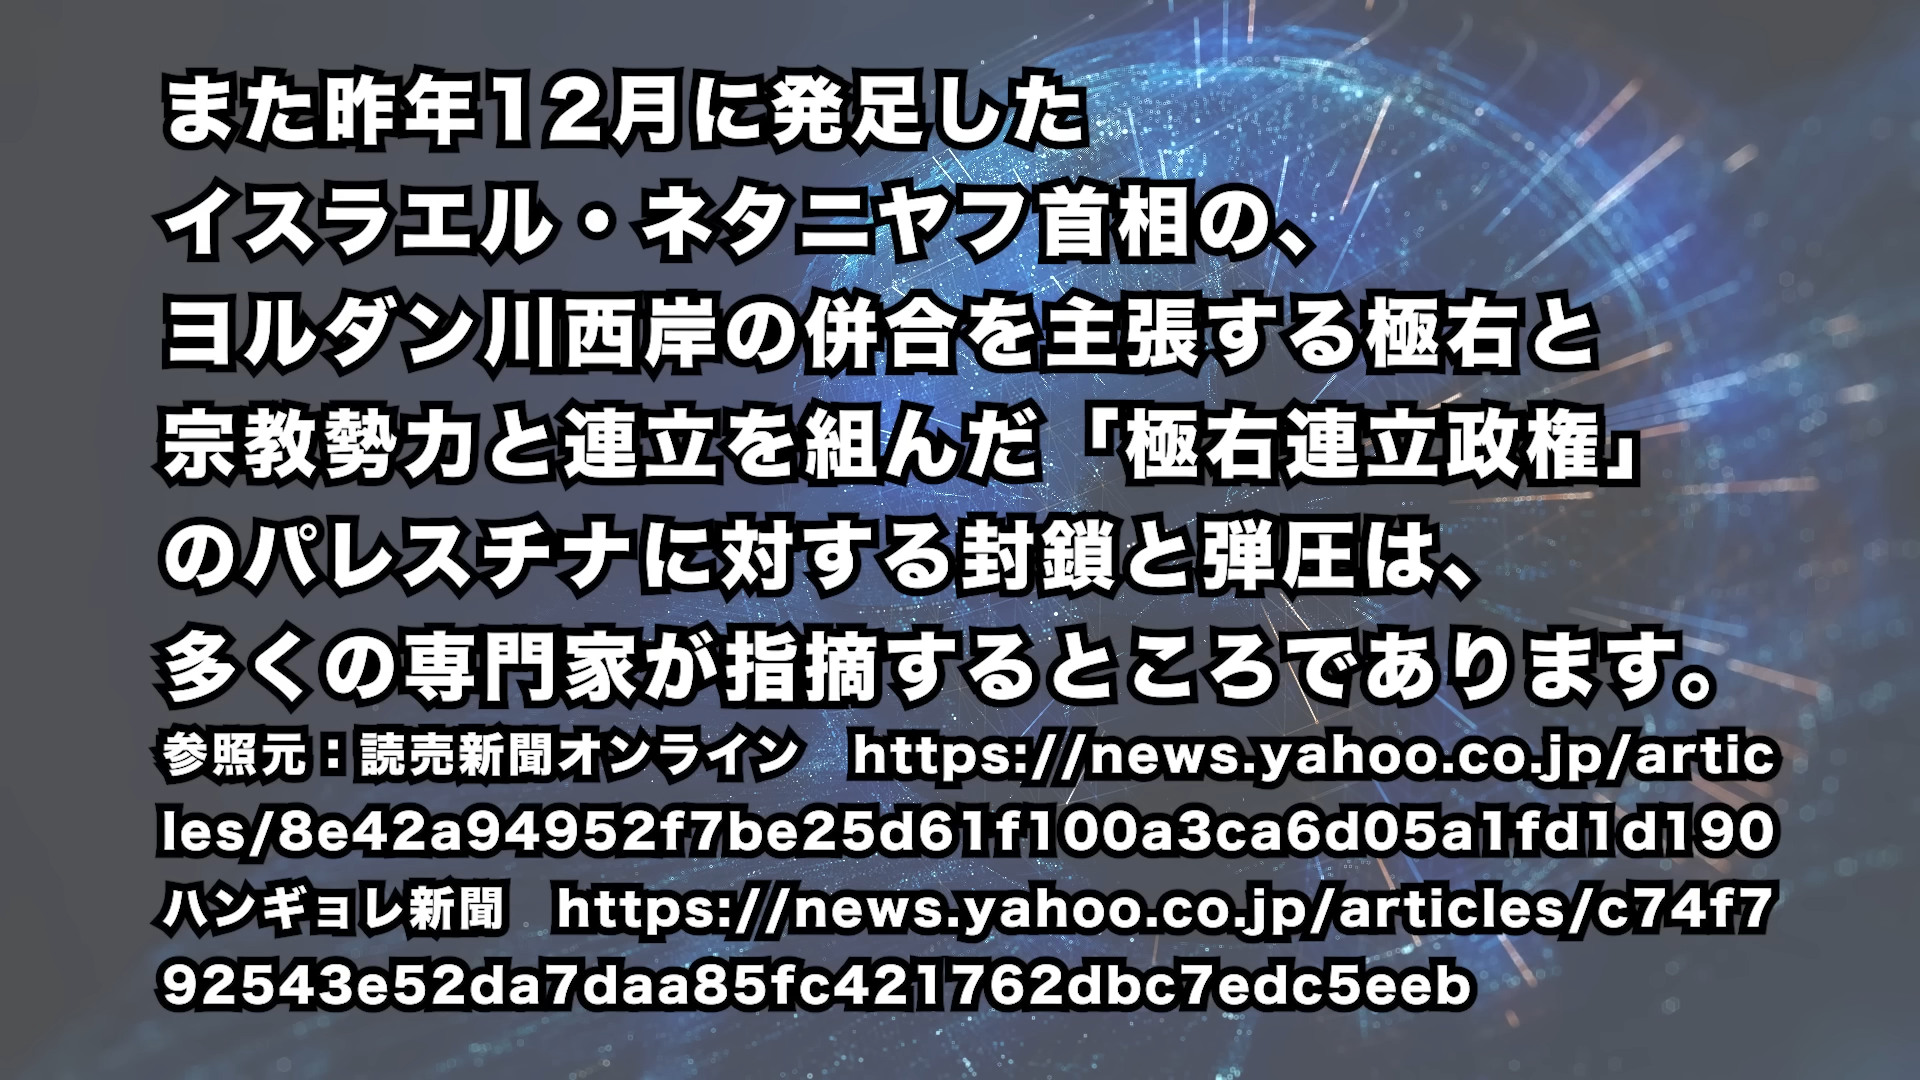 また昨年12月に発足した
イスラエル・ネタニヤフ首相の、
ヨルダン川西岸の併合を主張する極右と
宗教勢力と連立を組んだ「極右連立政権」
のパレスチナに対する封鎖と弾圧は、
多くの専門家が指摘するところであります。
参照元：読売新聞オンライン　https://news.yahoo.co.jp/artic
les/8e42a94952f7be25d61f100a3ca6d05a1fd1d190
ハンギョレ新聞　https://news.yahoo.co.jp/articles/c74f7
92543e52da7daa85fc421762dbc7edc5eeb